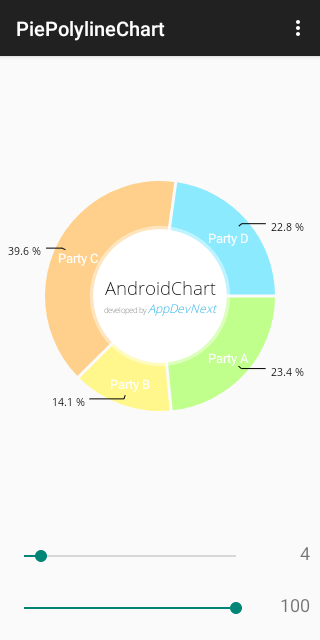 PiePolylineChart
22.8 %
Party D
39.6 %
Party C
AndroidChart
developed by AppDevNext
Party A
23.4 %
Party B
14.1 %
4
100